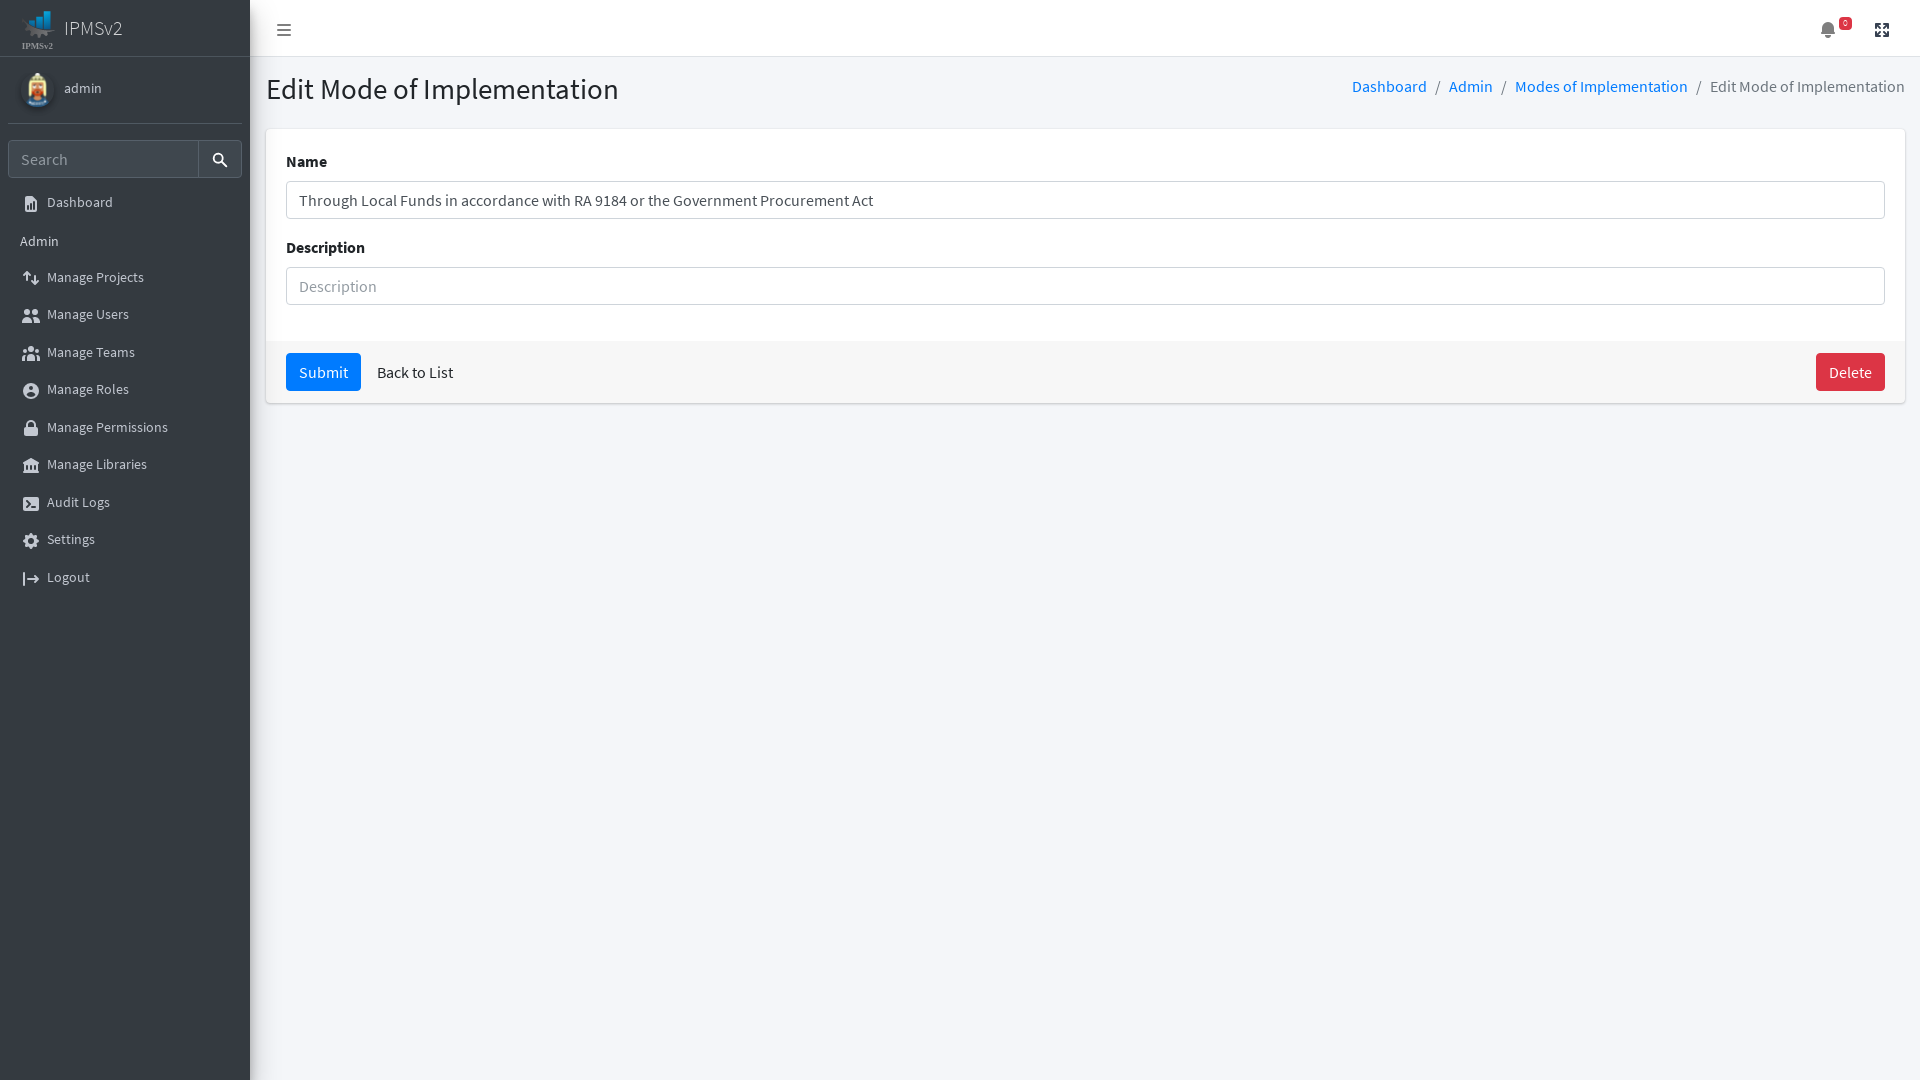 IPMSv2
IPMSv2
0
admin
Edit Mode of Implementation
Dashboard / Admin / Modes of Implementation / Edit Mode of Implementation
Search
Dashboard
Admin
Manage Projects
Manage Users
Manage Teams
Manage Roles
Manage Permissions
Manage Libraries
Audit Logs
Settings
Logout
Name
Through Local Funds in accordance with RA 9184 or the Government Procurement Act
Description
Description
Submit
Back to List
Delete